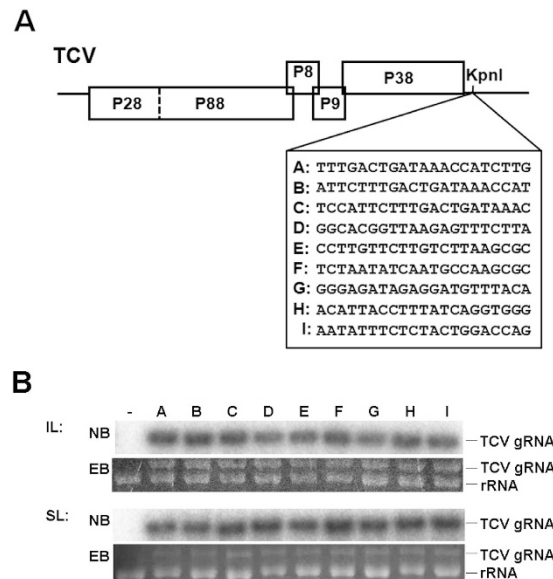 A
TCV
P28
P88
P8
P9
P38
KpnI
A: TTTGACTGATAAACCATCTTG
B: ATTCTTTGACTGATAAACCAT
C: TCCATTCTTTGACTGATAAAC
D: GGCACGGTTAAGAGTTTCTTA
E: CCTTGTTCTTGTCTTAAGCGC
F: TCTAATATCAATGCCAAGCGC
G: GGGAGATAGAGGATGTTTACA
H: ACATTACCTTTATCAGGTGGG
I: AATATTTCTCTACTGGACCAG
B
- A B C D E F G H I
IL: NB TCV gRNA
EB TCV gRNA
rRNA
SL: NB TCV gRNA
EB TCV gRNA
rRNA